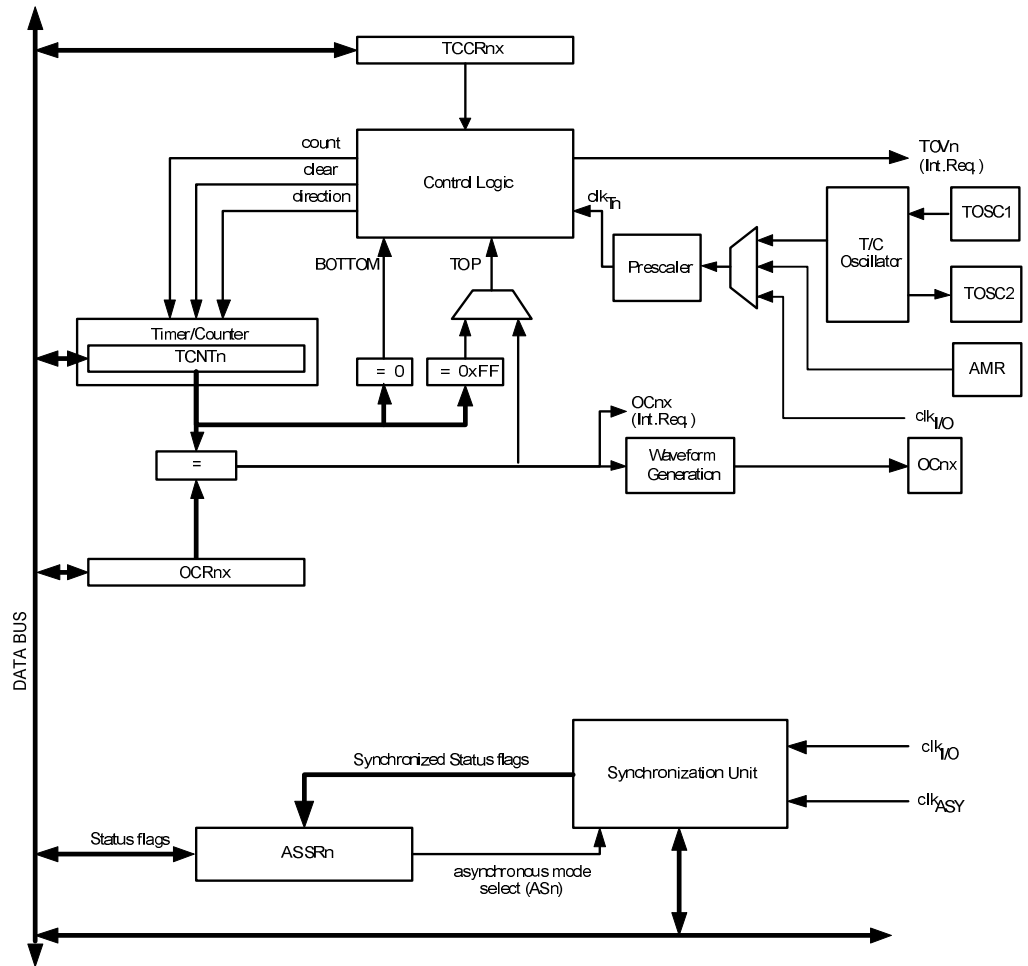 TCCRnx
count
clear
direction
Control Logic
TOVn
(Int.Req.)
clkTn
TOSC1
T/C
Oscillator
Prescaler
TOSC2
BOTTOM
TOP
Timer/Counter
TCNTn
= 0
= 0xFF
AMR
OCnx
(Int.Req.)
clkI/O
=
Waveform
Generation
OCnx
OCRnx
DATA BUS
Synchronized Status flags
Synchronization Unit
clkI/O
clkASY
Status flags
ASSRn
asynchronous mode
select (ASn)